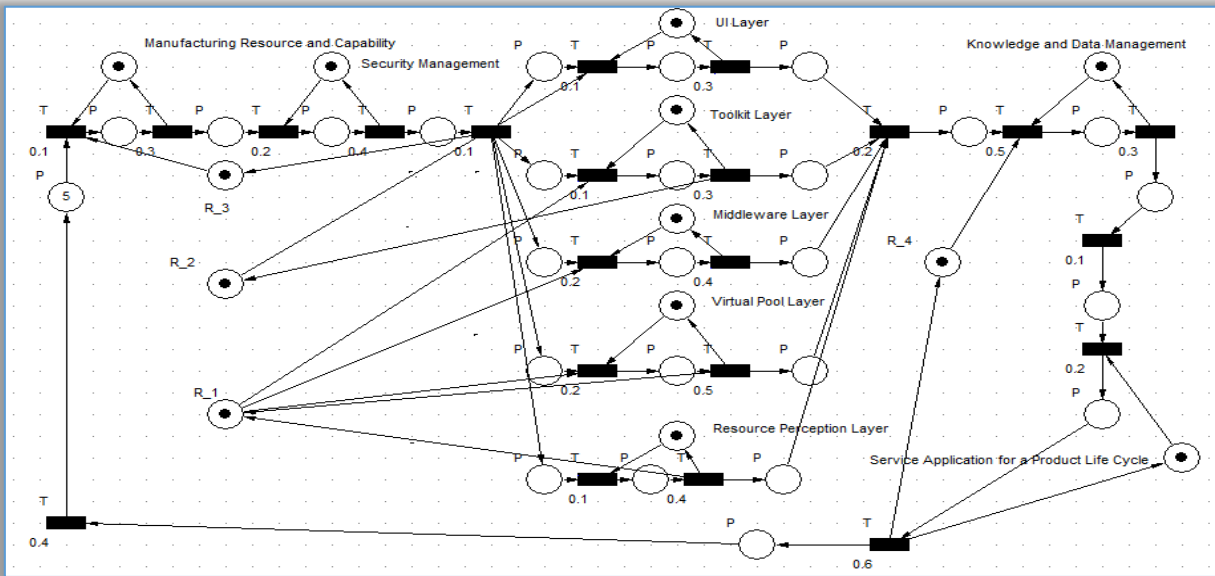 UI Layer
Manufacturing Resource and Capability
Knowledge and Data Management
P T P T P
Security Management
0.1 0.3
T P T P T P T P T
Toolkit Layer
T P T P T
0.1 0.3 0.2 0.4 0.1
P T P T P
0.2 0.5 0.3
P
5
0.1 0.3
P
R_3
Middleware Layer
T
P T P T P
R_4
R_2
0.1
0.2 0.4
P
Virtual Pool Layer
T
P T P T P
0.2
R_1
0.2 0.5
P
Resource Perception Layer
Service Application for a Product Life Cycle
P T P T P
0.1 0.4
T
P T
0.4
0.6